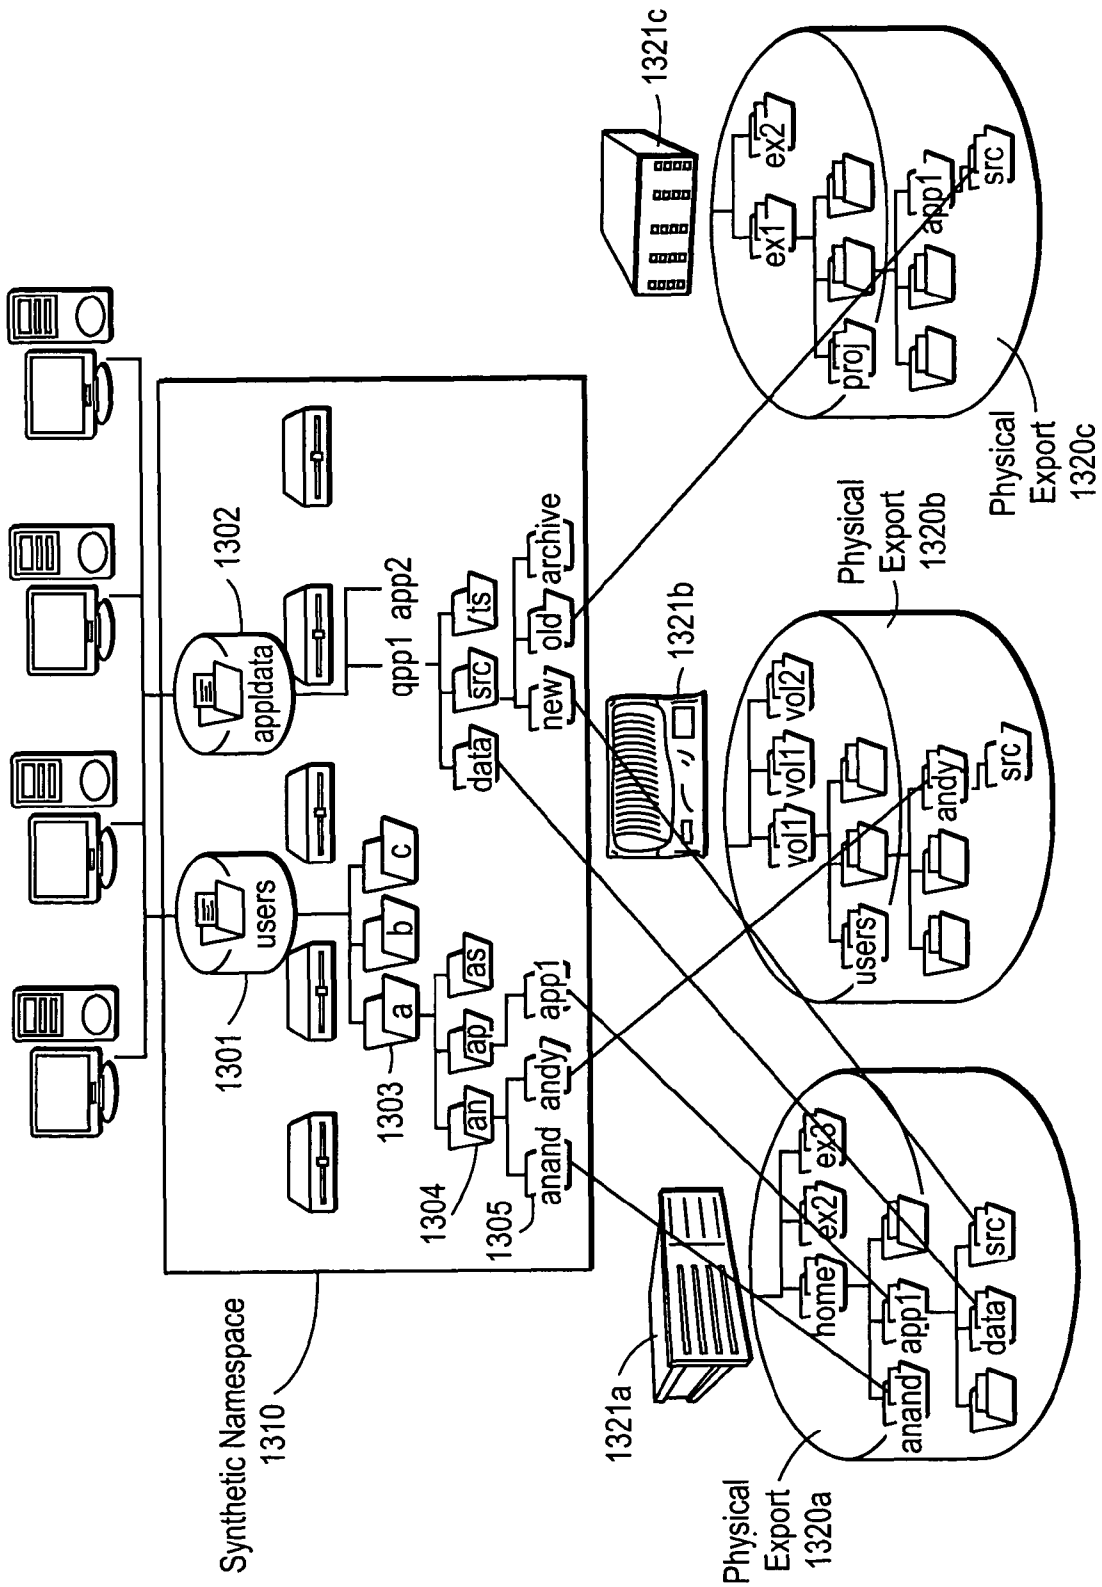 1301
users
1302
appldata
1303
a
b
c
qpp1
app2
1304
/an
/ap
/as
data
src
/ts
1305
anand
andy
app1
new
old
archive
Synthetic Namespace
1310
1321a
1321b
1321c
Physical
Export
1320a
home
ex2
ex3
anand
app1
data
src
Physical
Export
1320b
vol1
vol1
vol2
users
andy
src
Physical
Export
1320c
ex1
ex2
proj
app1
src